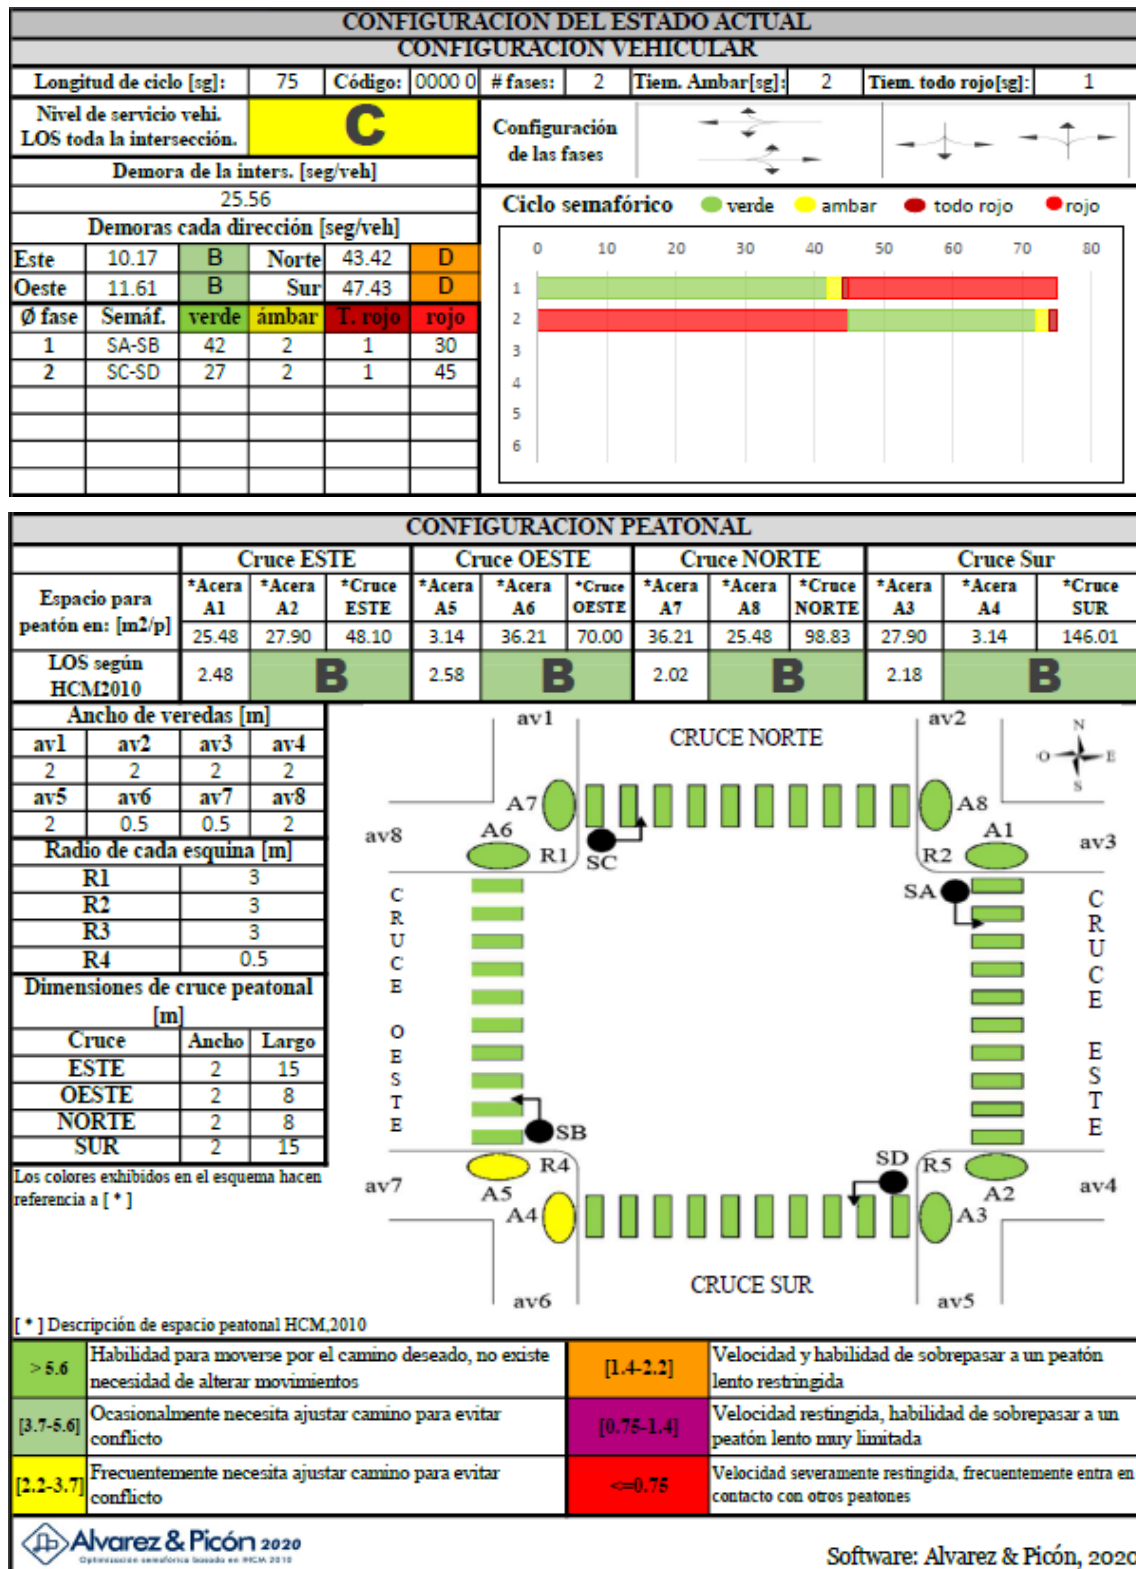 CONFIGURACION DEL ESTADO ACTUAL
CONFIGURACION VEHICULAR
Longitud de ciclo [sg]: 75 Código: 0000 0 # fases: 2 Tiem. Ambar[sg]: 2 Tiem. todo rojo[sg]: 1
Nivel de servicio vehi.
LOS toda la intersección.
C
Configuración
de las fases
Demora de la inters. [seg/veh]
25.56
Demoras cada dirección [seg/veh]
Este 10.17 B Norte 43.42 D
Oeste 11.61 B Sur 47.43 D
Ø fase Semáf. verde ámbar T. rojo rojo
1 SA-SB 42 2 1 30
2 SC-SD 27 2 1 45
Ciclo semafórico verde ambar todo rojo rojo
0 10 20 30 40 50 60 70 80
1
2
3
4
5
6
CONFIGURACION PEATONAL
Cruce ESTE Cruce OESTE Cruce NORTE Cruce Sur
Espacio para
peatón en: [m2/p]
*Acera A1 *Acera A2 *Cruce ESTE *Acera A5 *Acera A6 *Cruce OESTE *Acera A7 *Acera A8 *Cruce NORTE *Acera A3 *Acera A4 *Cruce SUR
25.48 27.90 48.10 3.14 36.21 70.00 36.21 25.48 98.83 27.90 3.14 146.01
LOS según
HCM2010
2.48 B 2.58 B 2.02 B 2.18 B
Ancho de veredas [m]
av1 av2 av3 av4
2 2 2 2
av5 av6 av7 av8
2 0.5 0.5 2
Radio de cada esquina [m]
R1 3
R2 3
R3 3
R4 0.5
Dimensiones de cruce peatonal
[m]
Cruce Ancho Largo
ESTE 2 15
OESTE 2 8
NORTE 2 8
SUR 2 15
Los colores exhibidos en el esquema hacen
referencia a [ * ]
av1 av2
CRUCE NORTE
N
O E
S
A7 A8
av8 A6 R1 SC R2 A1 av3
SA
CRUCE OESTE
CRUCE ESTE
SB
SD
av7 A5 R4 R5 A2 av4
A4 A3
CRUCE SUR
av6 av5
[ * ] Descripción de espacio peatonal HCM,2010
> 5.6 Habilidad para moverse por el camino deseado, no existe
necesidad de alterar movimientos
[1.4-2.2] Velocidad y habilidad de sobrepasar a un peatón
lento restringida
[3.7-5.6] Ocasionalmente necesita ajustar camino para evitar
conflicto
[0.75-1.4] Velocidad restingida, habilidad de sobrepasar a un
peatón lento muy limitada
[2.2-3.7] Frecuentemente necesita ajustar camino para evitar
conflicto
<=0.75 Velocidad severamente restingida, frecuentemente entra en
contacto con otros peatones
Alvarez & Picón 2020
Optimización semafórica basada en HCM 2010
Software: Alvarez & Picón, 2020